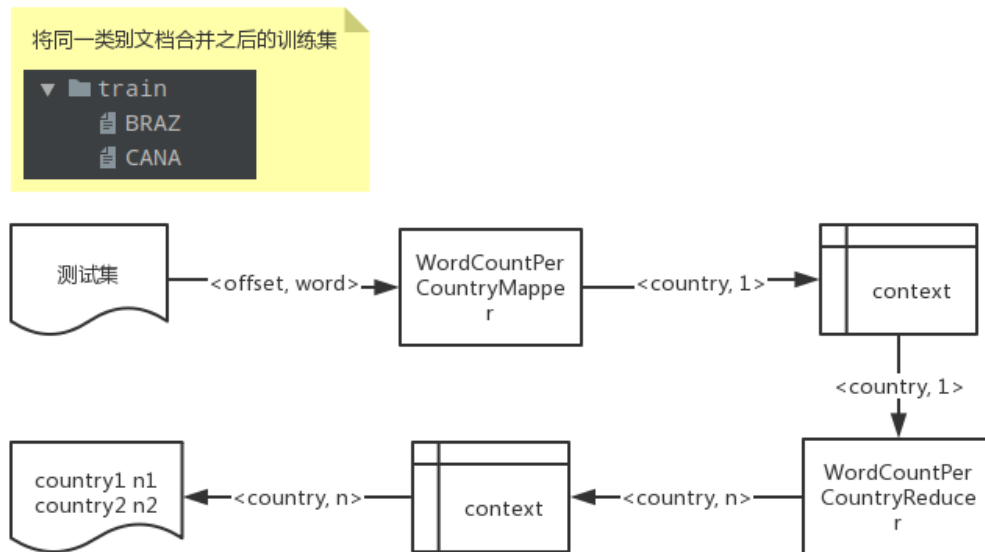 将同一类别文档合并之后的训练集
train
BRAZ
CANA
测试集
<offset, word>
WordCountPer
CountryMappe
r
<country, 1>
context
<country, 1>
country1 n1
country2 n2
<country, n>
context
<country, n>
WordCountPer
CountryReduce
r